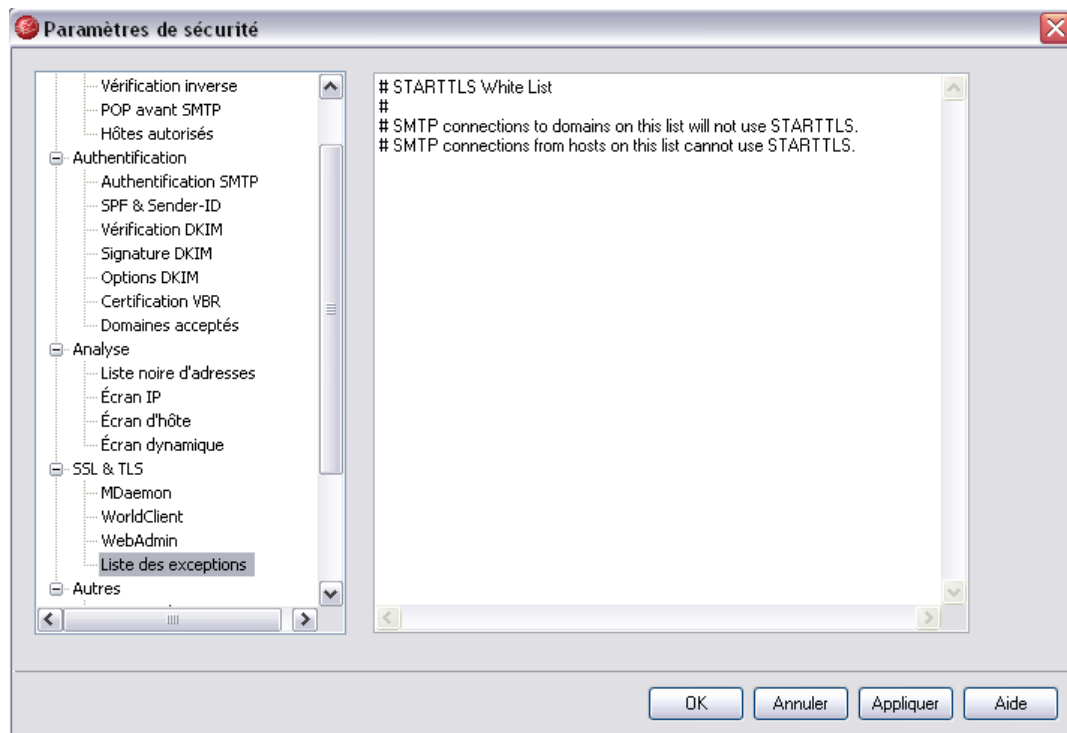 Paramètres de sécurité
Vérification inverse
POP avant SMTP
Hôtes autorisés
Authentification
Authentification SMTP
SPF & Sender-ID
Vérification DKIM
Signature DKIM
Options DKIM
Certification VBR
Domaines acceptés
Analyse
Liste noire d'adresses
Écran IP
Écran d'hôte
Écran dynamique
SSL & TLS
MDaemon
WorldClient
WebAdmin
Liste des exceptions
Autres
# STARTTLS White List
#
# SMTP connections to domains on this list will not use STARTTLS.
# SMTP connections from hosts on this list cannot use STARTTLS.
OK
Annuler
Appliquer
Aide